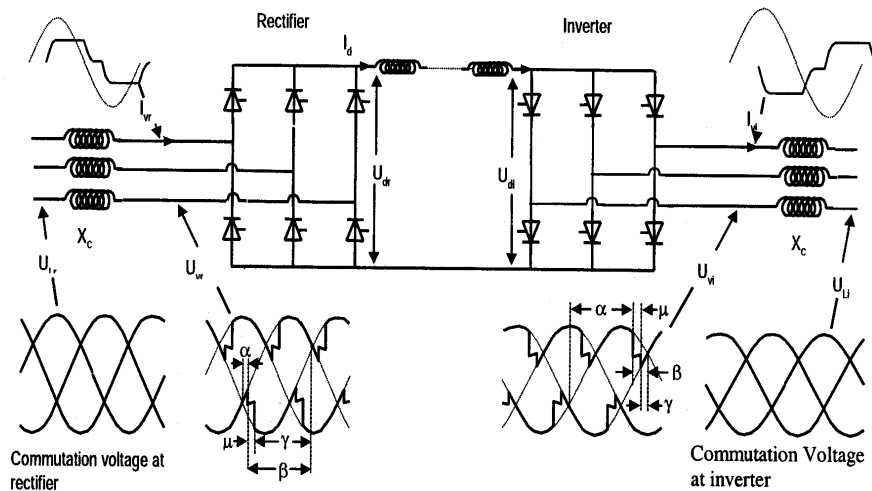 Rectifier
Inverter
I_d
I_vr
I_vi
U_dr
U_di
X_c
X_c
U_vr
U_vi
U_Li
α
μ
γ
β
α
μ
β
γ
Commutation voltage at
rectifier
Commutation Voltage
at inverter